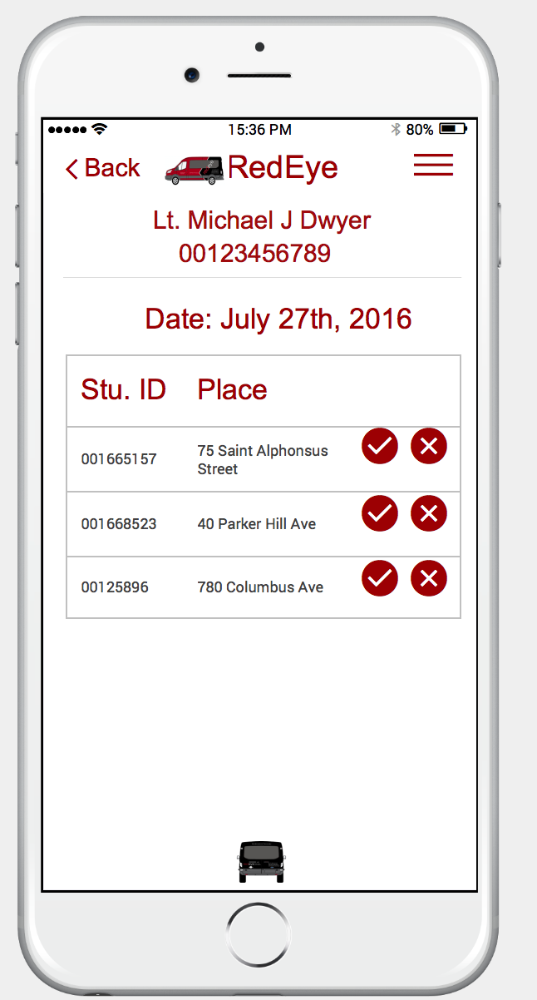 15:36 PM
80%
Back
RedEye
Lt. Michael J Dwyer
00123456789
Date: July 27th, 2016
Stu. ID Place
001665157 75 Saint Alphonsus
Street
001668523 40 Parker Hill Ave
00125896 780 Columbus Ave